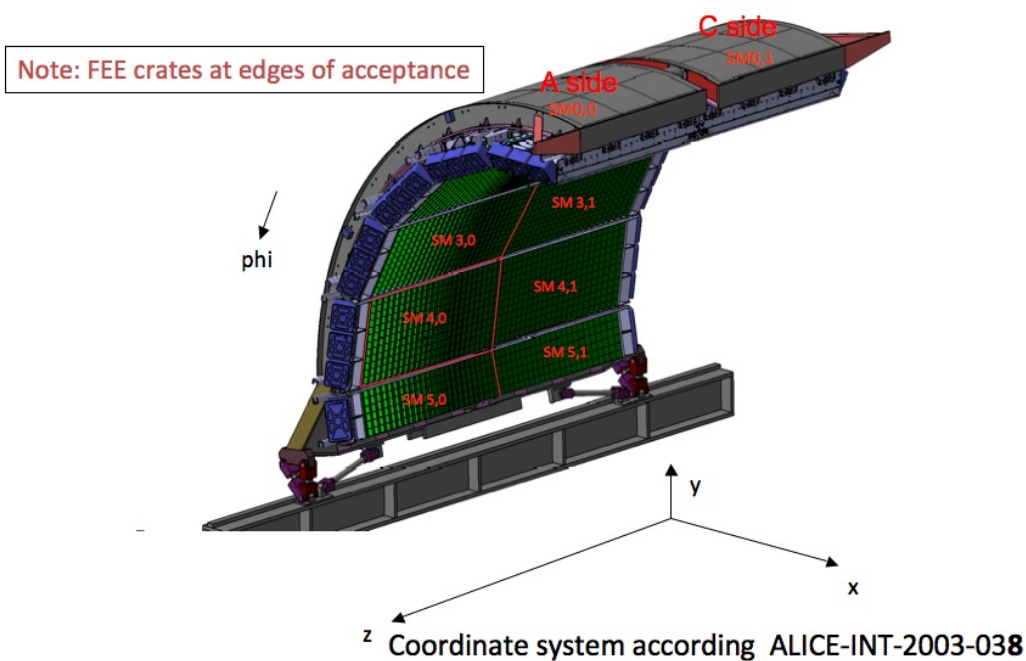 C side
SM0,1
Note: FEE crates at edges of acceptance
A side
SM0,0
SM 3,1
SM 3,0
phi
SM 4,1
SM 4,0
SM 5,1
SM 5,0
y
x
z
Coordinate system according ALICE-INT-2003-038